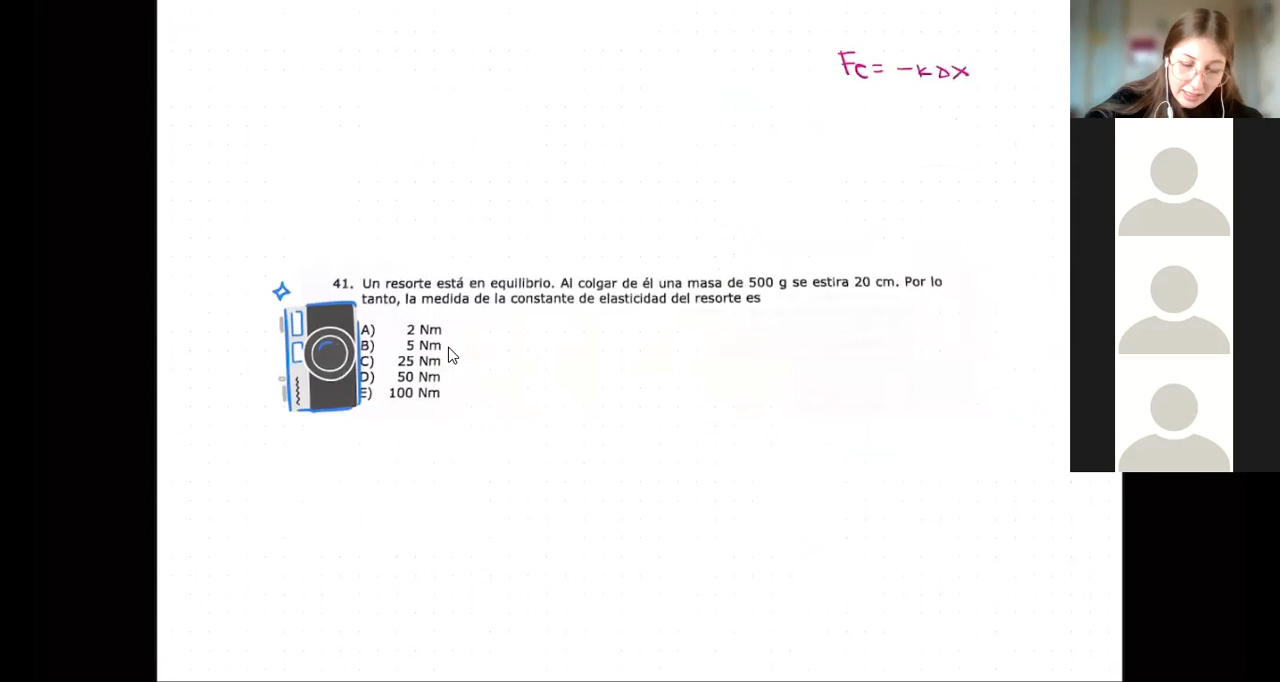 Fc = -KΔX
41. Un resorte está en equilibrio. Al colgar de él una masa de 500 g se estira 20 cm. Por lo
tanto, la medida de la constante de elasticidad del resorte es
A) 2 Nm
B) 5 Nm
C) 25 Nm
D) 50 Nm
E) 100 Nm